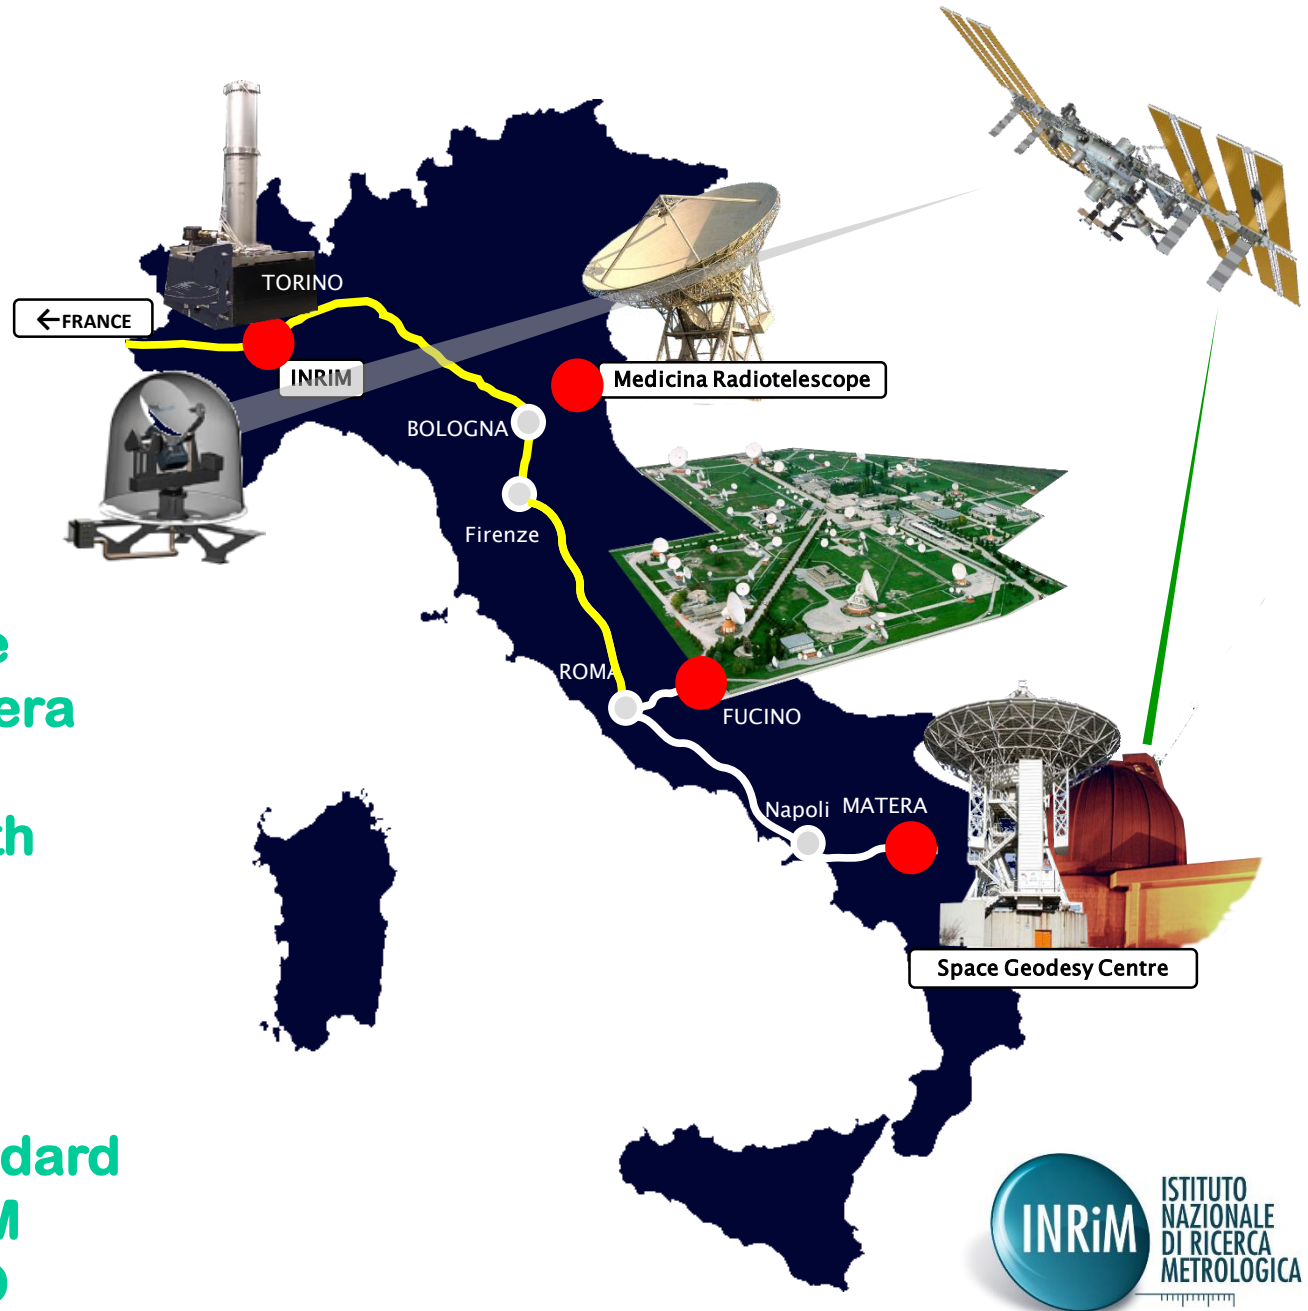 TORINO
←FRANCE
INRIM
Medicina Radiotelescope
BOLOGNA
Firenze
ROMA
FUCINO
Napoli
MATERA
Space Geodesy Centre
dard
INRiM
ISTITUTO
NAZIONALE
DI RICERCA
METROLOGICA